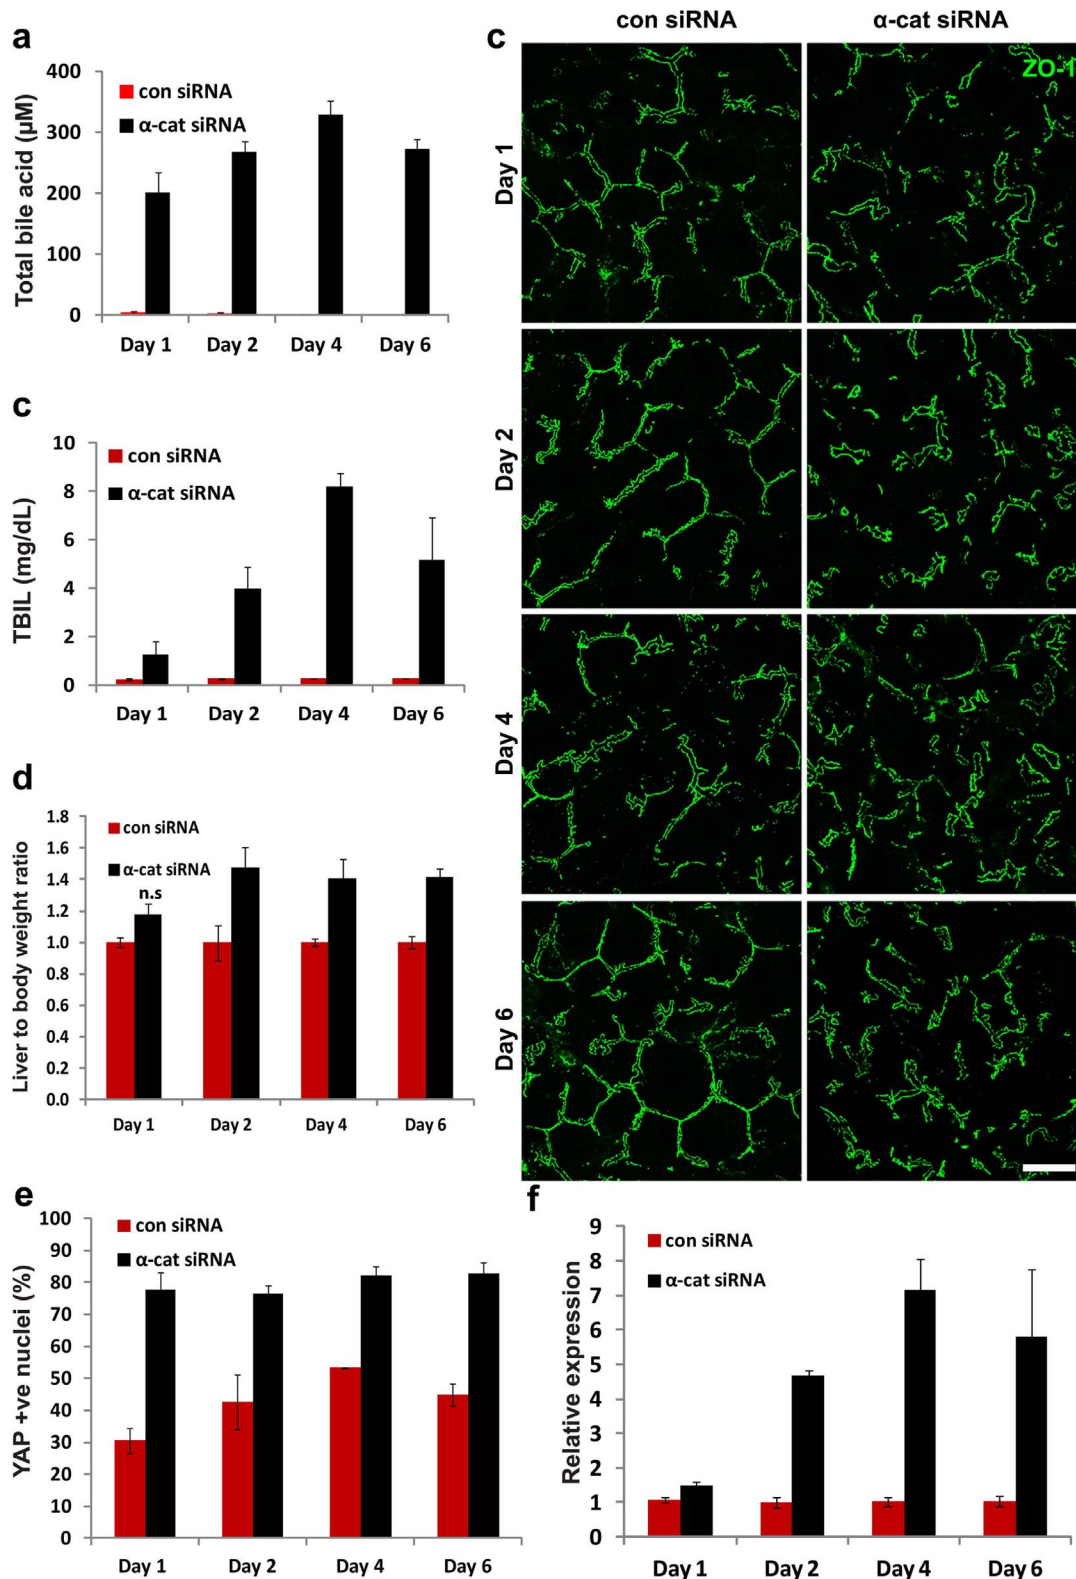 a
400
300
200
100
0
Total bile acid (µM)
con siRNA
α-cat siRNA
Day 1 Day 2 Day 4 Day 6
c
10
8
6
4
2
0
TBIL (mg/dL)
con siRNA
α-cat siRNA
Day 1 Day 2 Day 4 Day 6
d
1.8
1.6
1.4
1.2
1.0
0.8
0.6
0.4
0.2
0.0
Liver to body weight ratio
con siRNA
α-cat siRNA
n.s
Day 1 Day 2 Day 4 Day 6
c
con siRNA α-cat siRNA
ZO-1
Day 1
Day 2
Day 4
Day 6
e
100
90
80
70
60
50
40
30
20
10
0
YAP +ve nuclei (%)
con siRNA
α-cat siRNA
Day 1 Day 2 Day 4 Day 6
f
9
8
7
6
5
4
3
2
1
0
Relative expression
con siRNA
α-cat siRNA
Day 1 Day 2 Day 4 Day 6